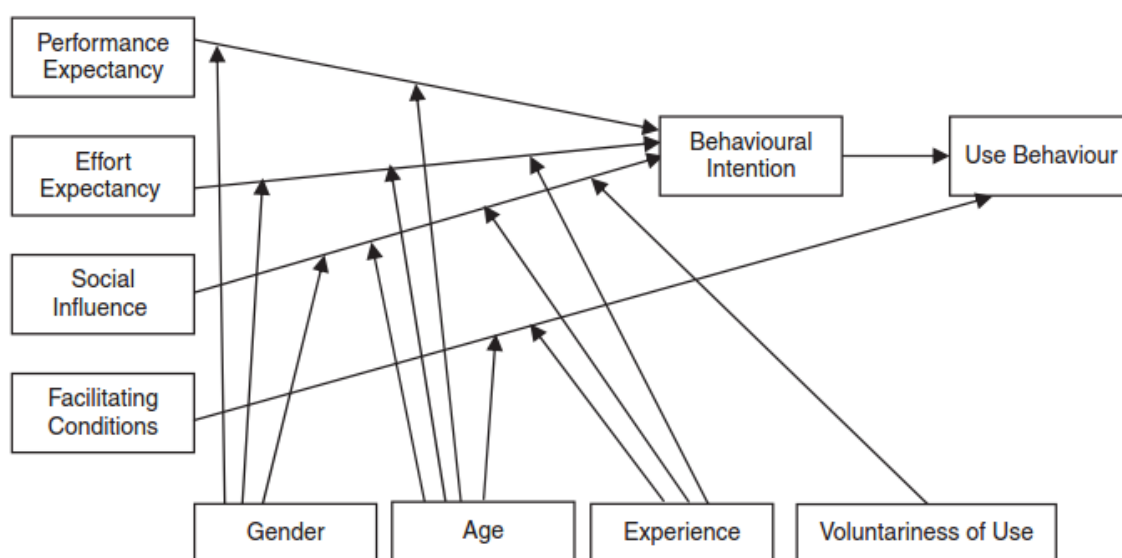 Performance
Expectancy
Effort
Expectancy
Social
Influence
Facilitating
Conditions
Behavioural
Intention
Use Behaviour
Gender
Age
Experience
Voluntariness of Use